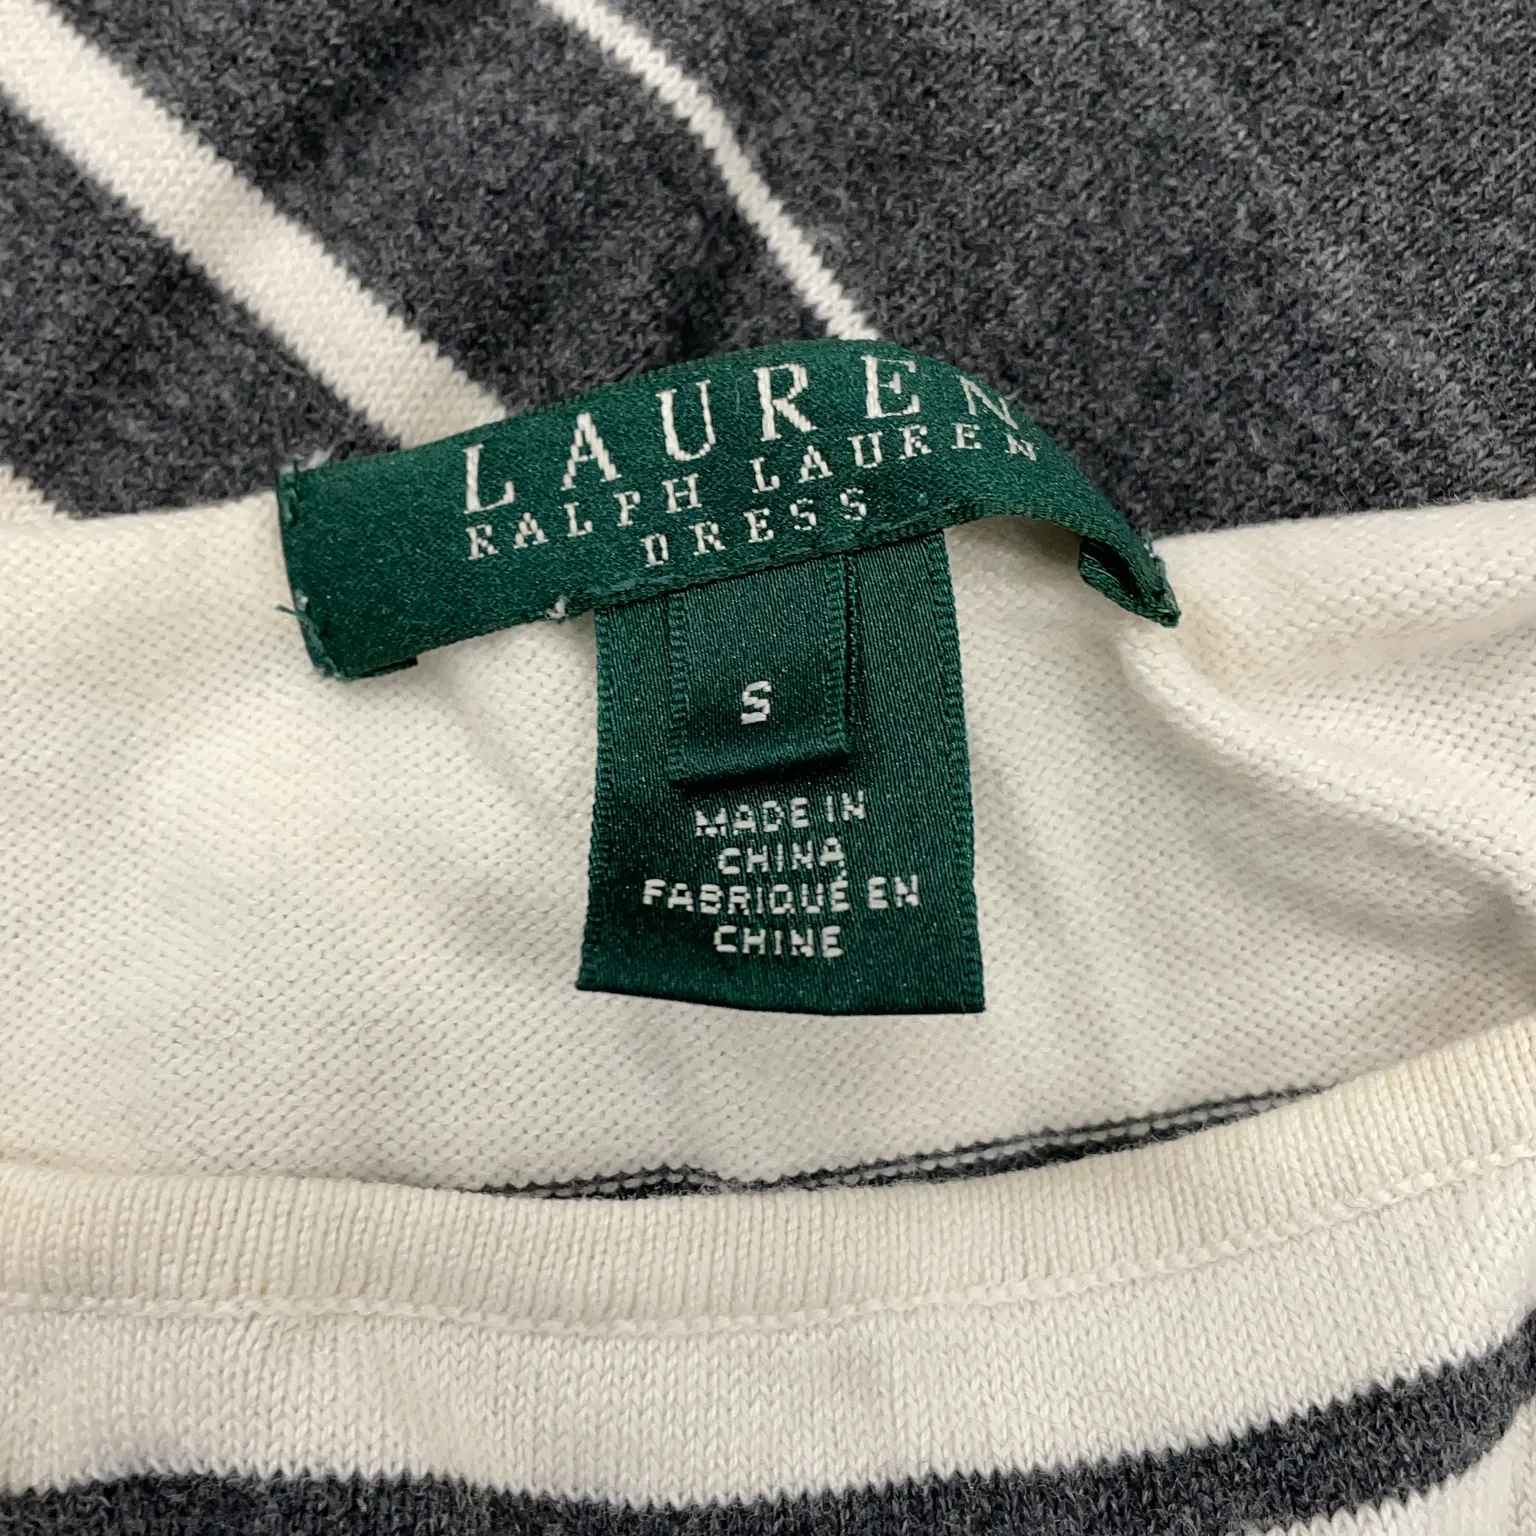 LAUREN
RALPH LAUREN
DRESS
S
MADE IN
CHINA
FABRIQUÉ EN
CHINE